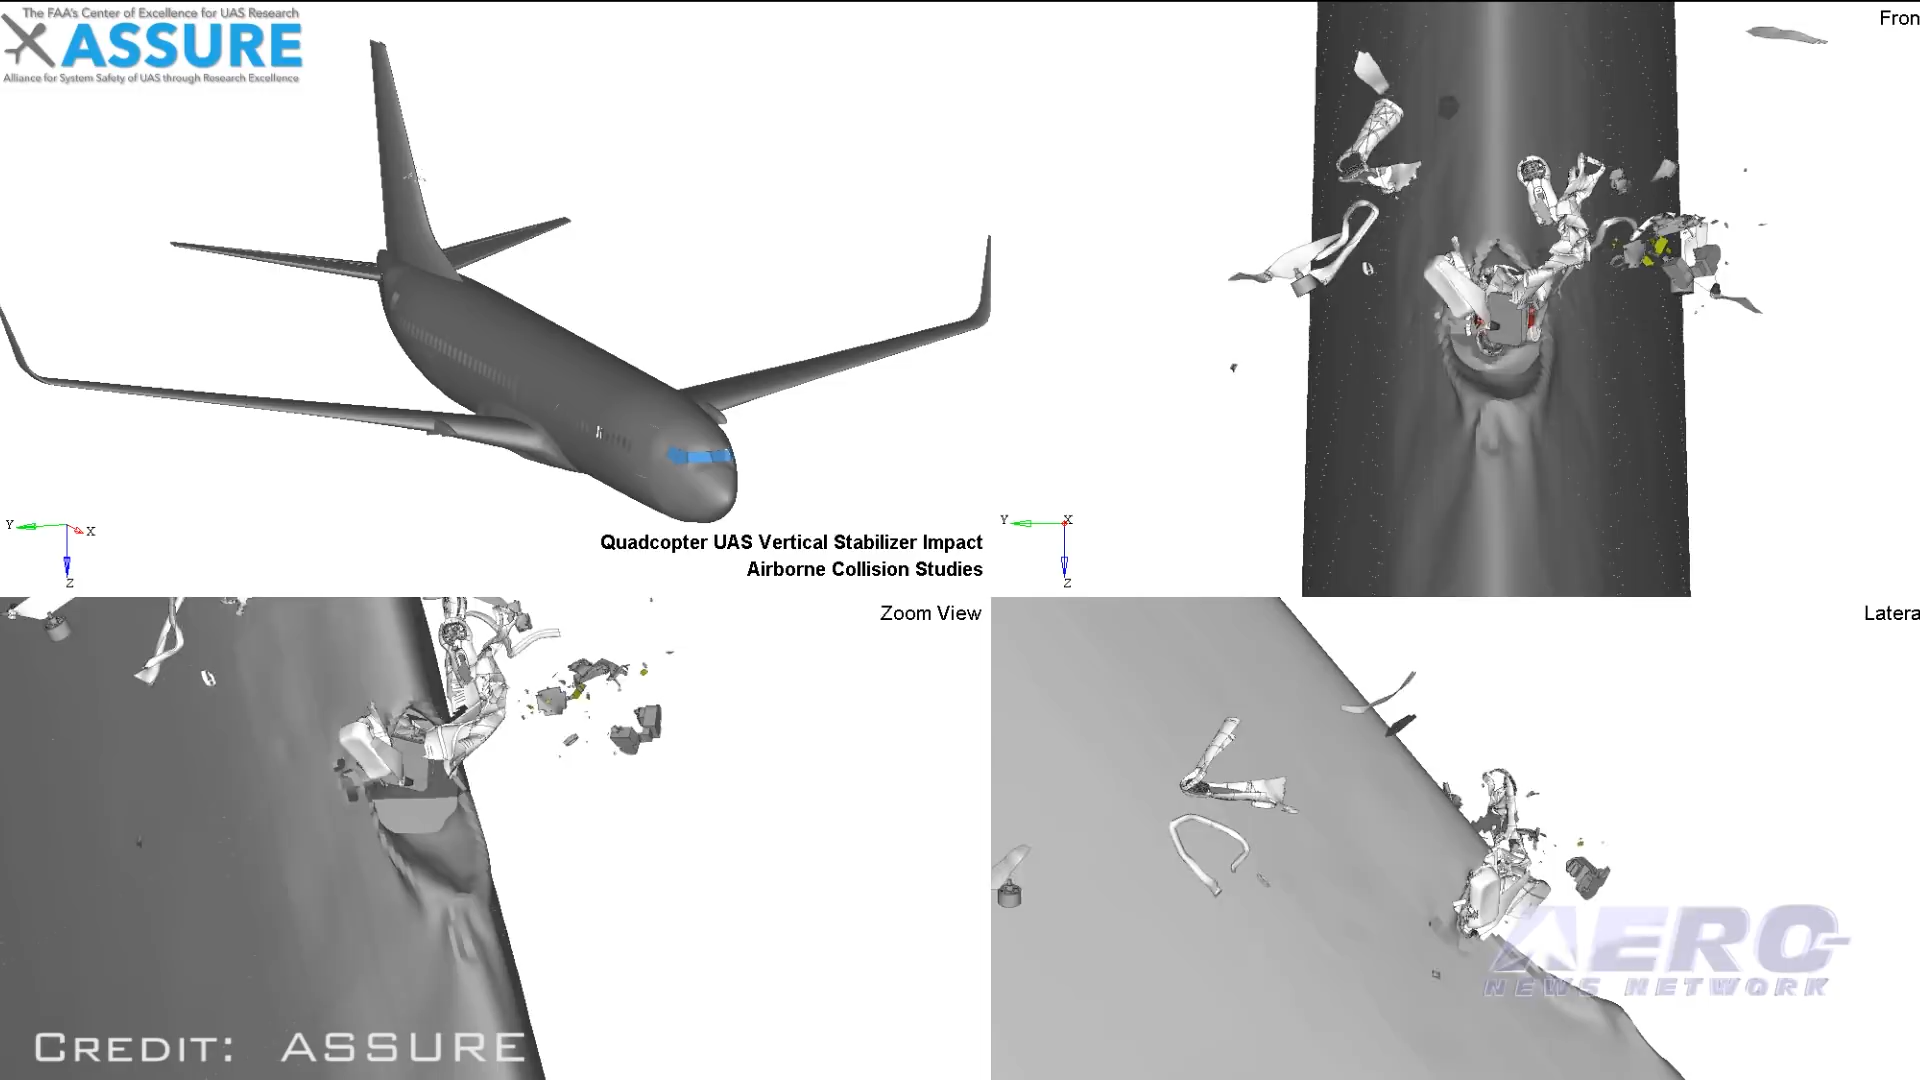 The FAA's Center of Excellence for UAS Research
ASSURE
Alliance for System Safety of UAS through Research Excellence
Fron
Y
X
Z
Quadcopter UAS Vertical Stabilizer Impact
Airborne Collision Studies
Y
X
Z
Zoom View
Latera
AERO
NEWS NETWORK
CREDIT: ASSURE